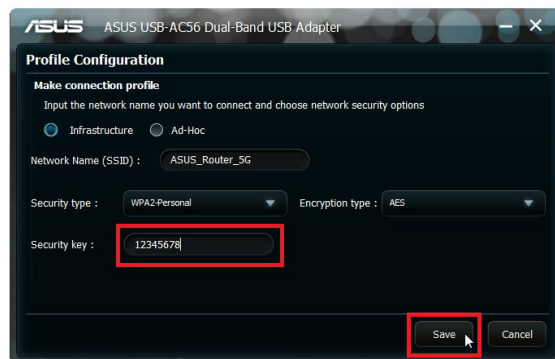 ASUS ASUS USB-AC56 Dual-Band USB Adapter
Profile Configuration
Make connection profile
Input the network name you want to connect and choose network security options
Infrastructure Ad-Hoc
Network Name (SSID) : ASUS_Router_5G
Security type : WPA2-Personal Encryption type : AES
Security key : 12345678
Save Cancel